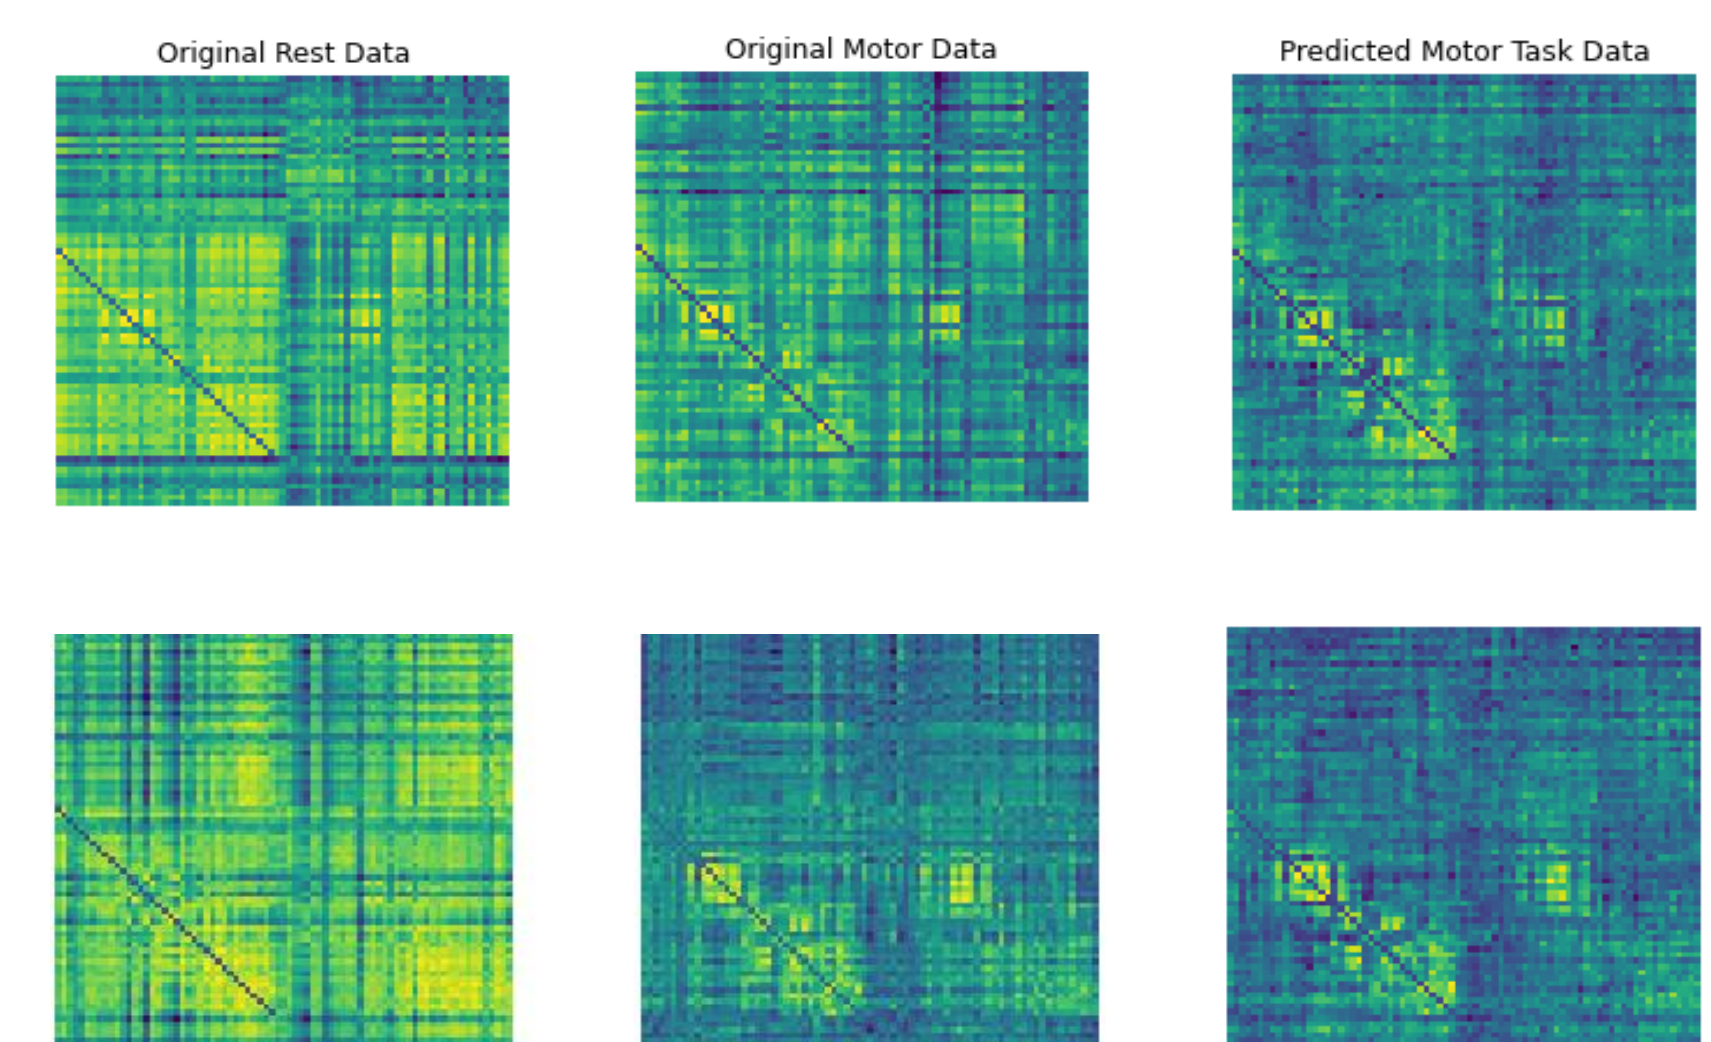 Original Rest Data
Original Motor Data
Predicted Motor Task Data